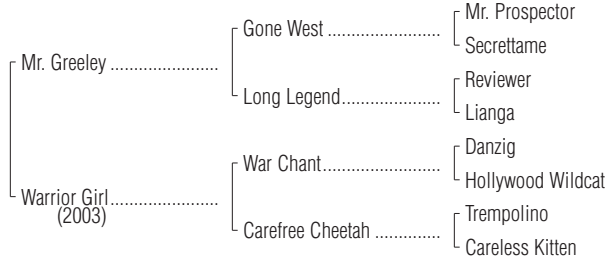 Mr. Prospector
Gone West ....................
Secrettame
Mr. Greeley ....................
Reviewer
Long Legend..................
Lianga
Danzig
War Chant.....................
Hollywood Wildcat
Warrior Girl....................
(2003)
Trempolino
Carefree Cheetah ..............
Careless Kitten